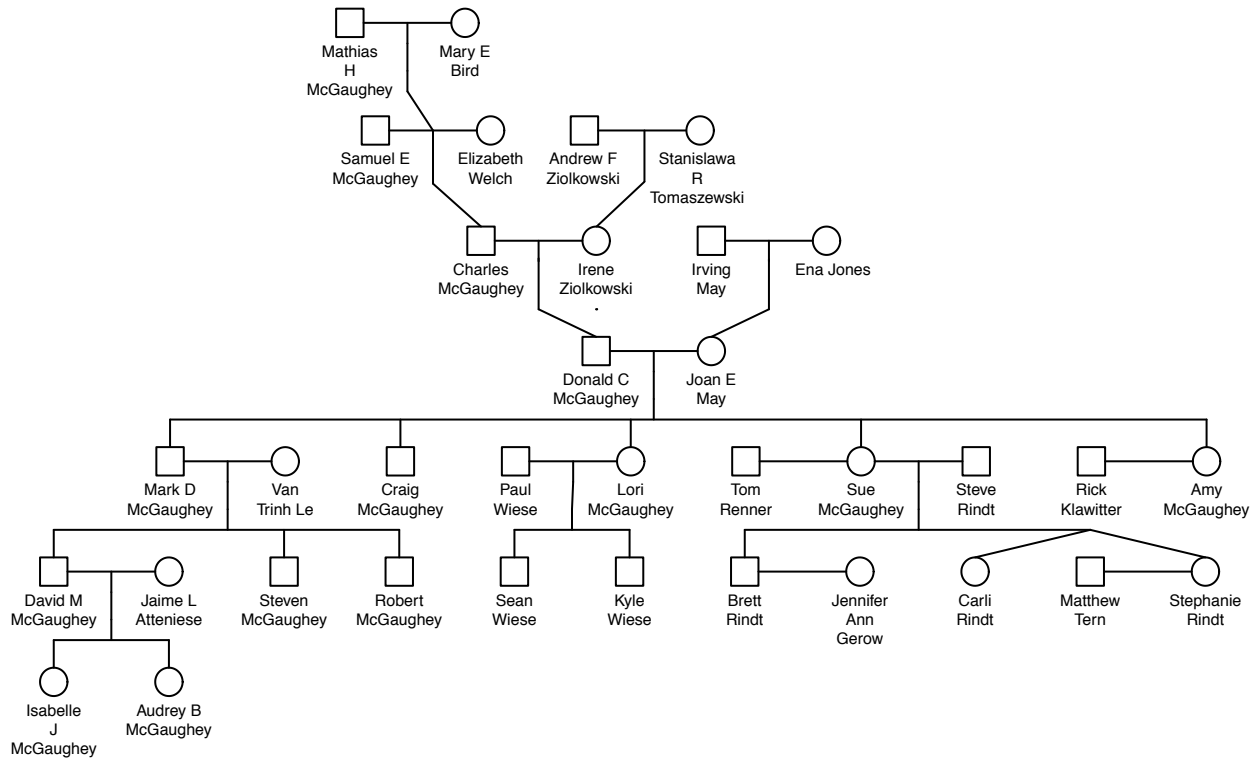 Mathias
H
McGaughey
Mary E
Bird
Samuel E
McGaughey
Elizabeth
Welch
Andrew F
Ziolkowski
Stanislawa
R
Tomaszewski
Charles
McGaughey
Irene
Ziolkowski
.
Irving
May
Ena Jones
Donald C
McGaughey
Joan E
May
Mark D
McGaughey
Van
Trinh Le
Craig
McGaughey
Paul
Wiese
Lori
McGaughey
Tom
Renner
Sue
McGaughey
Steve
Rindt
Rick
Klawitter
Amy
McGaughey
David M
McGaughey
Jaime L
Atteniese
Steven
McGaughey
Robert
McGaughey
Sean
Wiese
Kyle
Wiese
Brett
Rindt
Jennifer
Ann
Gerow
Carli
Rindt
Matthew
Tern
Stephanie
Rindt
Isabelle
J
McGaughey
Audrey B
McGaughey